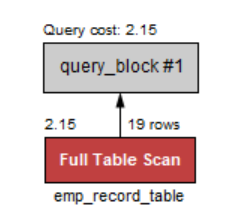 Query cost: 2.15
query_block #1
2.15 19 rows
Full Table Scan
emp_record_table